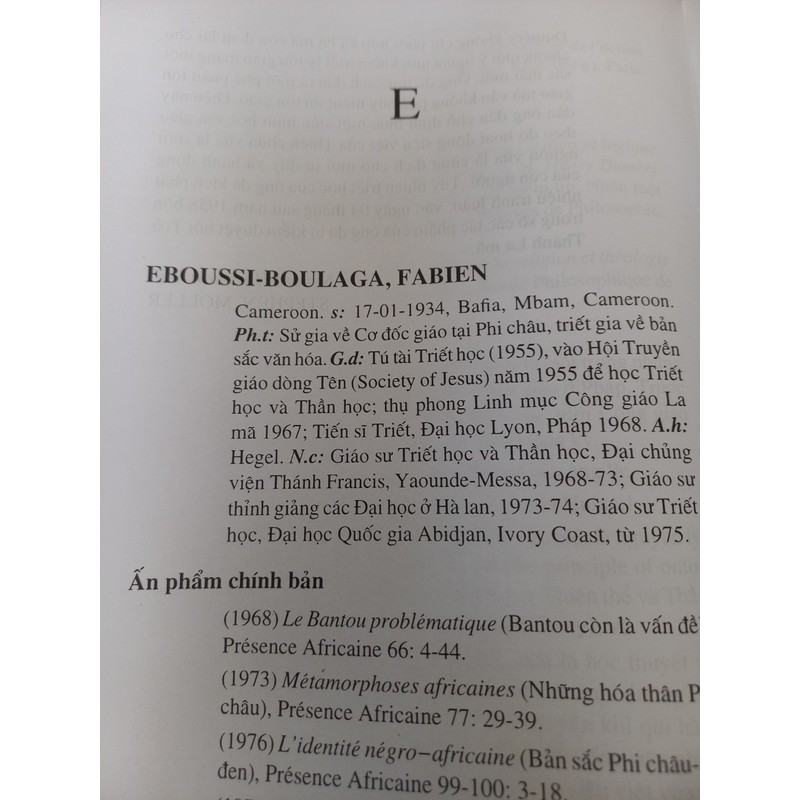 E
EBOUSSI-BOULAGA, FABIEN
Cameroon. s: 17-01-1934, Bafia, Mbam, Cameroon.
Ph.t: Sử gia về Cơ đốc giáo tại Phi châu, triết gia về bản
sắc văn hóa. G.d: Tú tài Triết học (1955), vào Hội Truyền
giáo dòng Tên (Society of Jesus) năm 1955 để học Triết
học và Thần học; thụ phong Linh mục Công giáo La
mã 1967; Tiến sĩ Triết, Đại học Lyon, Pháp 1968. A.h:
Hegel. N.c: Giáo sư Triết học và Thần học, Đại chủng
viện Thánh Francis, Yaounde-Messa, 1968-73; Giáo sư
thỉnh giảng các Đại học ở Hà lan, 1973-74; Giáo sư Triết
học, Đại học Quốc gia Abidjan, Ivory Coast, từ 1975.
Ấn phẩm chính bản
(1968) Le Bantou problématique (Bantou còn là vấn đề
Présence Africaine 66: 4-44.
(1973) Métamorphoses africaines (Những hóa thân P
châu), Présence Africaine 77: 29-39.
(1976) L'identité négro-africaine (Bản sắc Phi châu-
đen), Présence Africaine 99-100: 3-18.